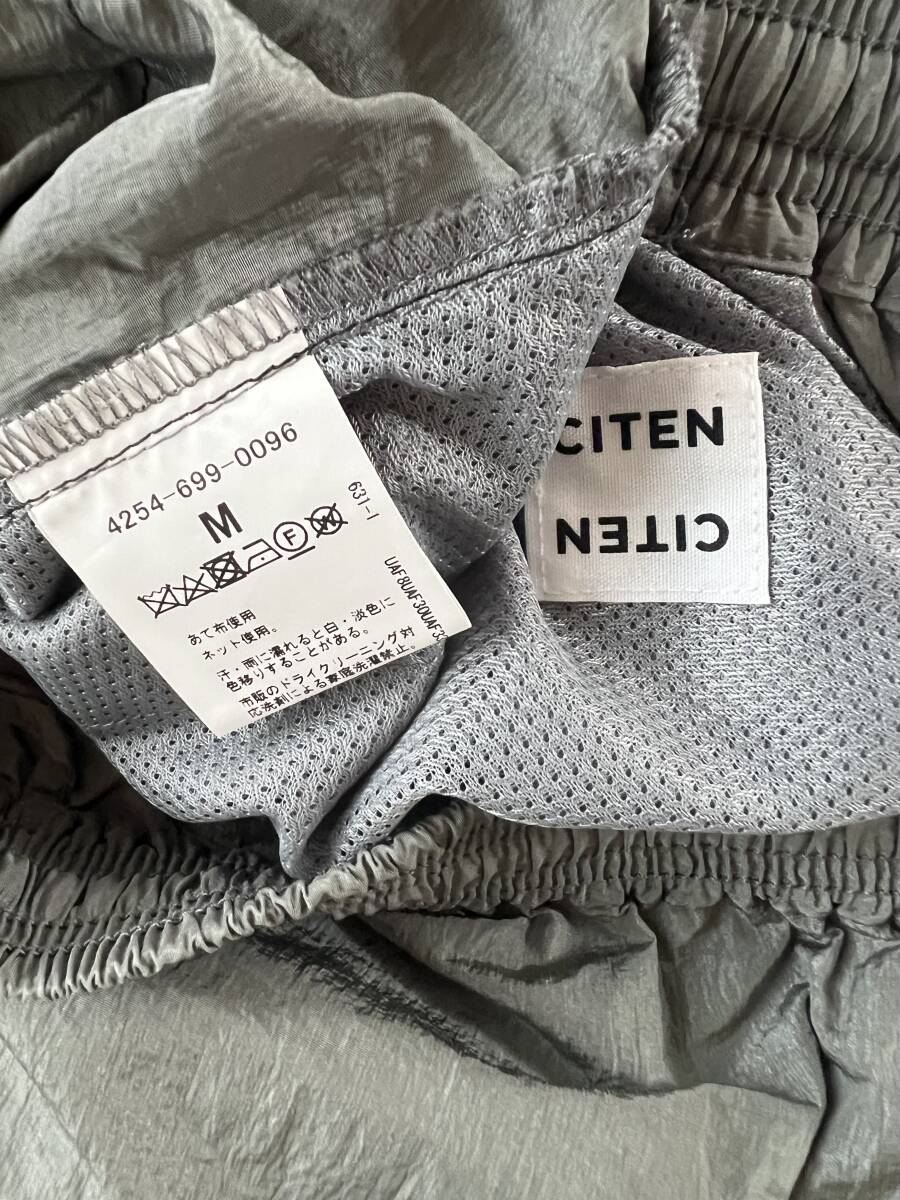 4254-699-0096
M
631-1
UAF8UAF30UAF3
F
W
あて布使用
ネット使用。
汗・雨に濡れると白・淡色に
色移りすることがある。
市販のドライクリーニング対
応洗剤による家庭洗濯禁止。
CITEN
CITEN